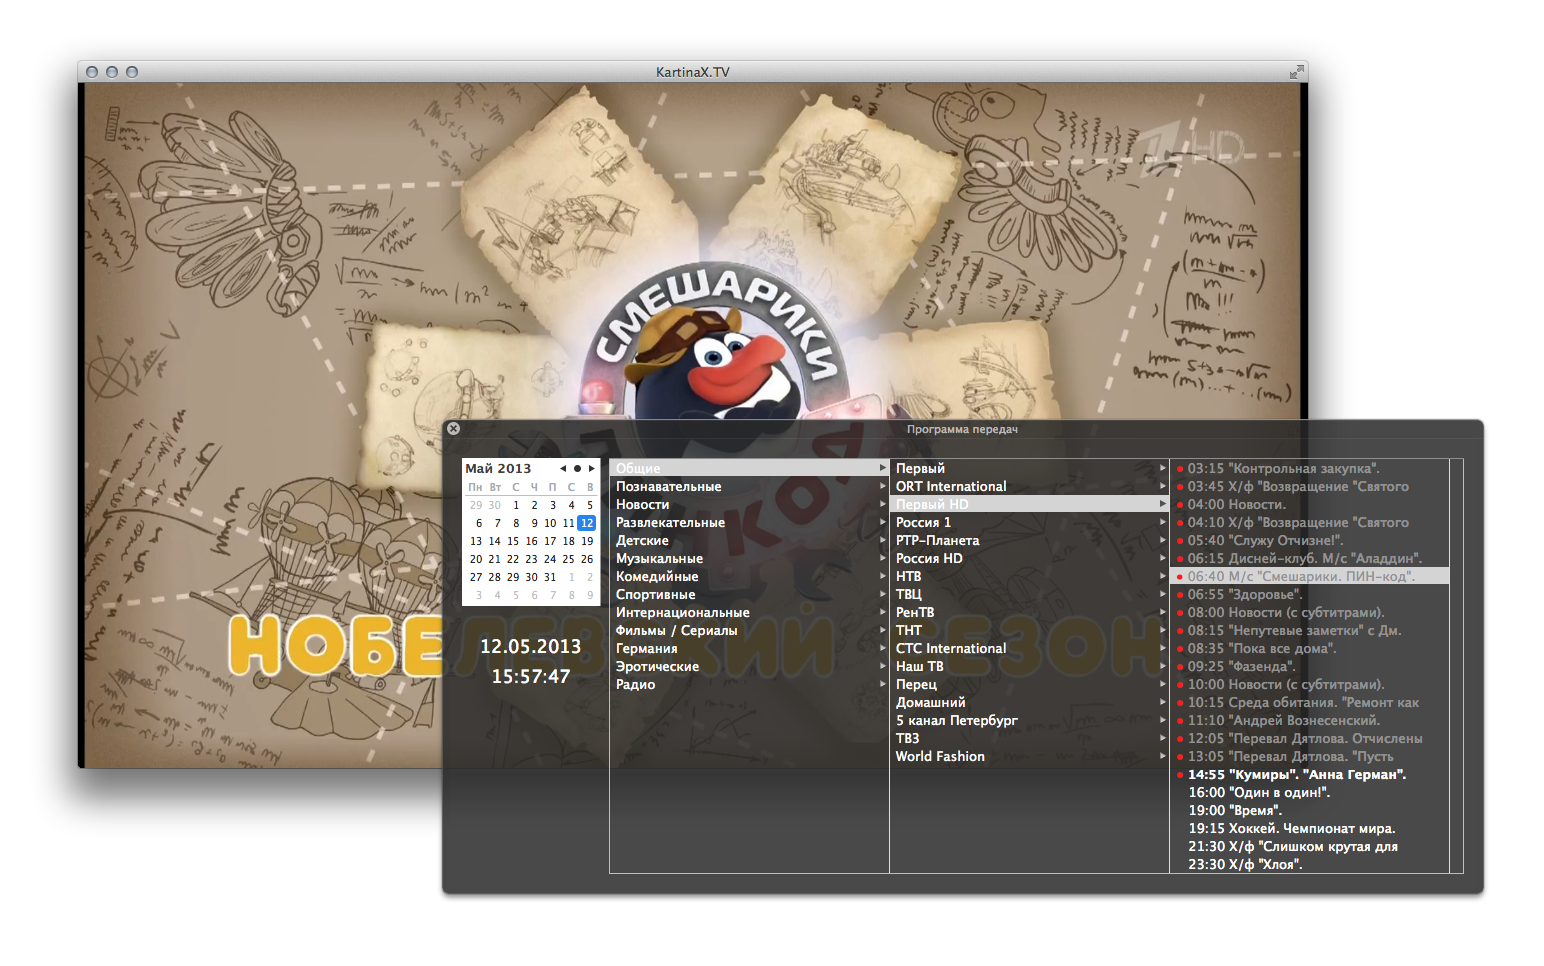 KartinaX.TV
HD
СМЕШАРИКИ
НОБЕЛЕВСКИЙ СЕЗОН
Программа передач
Май 2013
Пн Вт С Ч П С В
29 30 1 2 3 4 5
6 7 8 9 10 11 12
13 14 15 16 17 18 19
20 21 22 23 24 25 26
27 28 29 30 31 1 2
3 4 5 6 7 8 9
12.05.2013
15:57:47
Общие
Познавательные
Новости
Развлекательные
Детские
Музыкальные
Комедийные
Спортивные
Интернациональные
Фильмы / Сериалы
Германия
Эротические
Радио
Первый
ORT International
Первый HD
Россия 1
РТР-Планета
Россия HD
НТВ
ТВЦ
РенТВ
ТНТ
СТС International
Наш ТВ
Перец
Домашний
5 канал Петербург
ТВ3
World Fashion
03:15 "Контрольная закупка".
03:45 Х/ф "Возвращение "Святого
04:00 Новости.
04:10 Х/ф "Возвращение "Святого
05:40 "Служу Отчизне!".
06:15 Дисней-клуб. М/с "Аладдин".
06:40 М/с "Смешарики. ПИН-код".
06:55 "Здоровье".
08:00 Новости (с субтитрами).
08:15 "Непутевые заметки" с Дм.
08:35 "Пока все дома".
09:25 "Фазенда".
10:00 Новости (с субтитрами).
10:15 Среда обитания. "Ремонт как
11:10 "Андрей Вознесенский.
12:05 "Перевал Дятлова. Отчислены
13:05 "Перевал Дятлова. "Пусть
14:55 "Кумиры". "Анна Герман".
16:00 "Один в один!".
19:00 "Время".
19:15 Хоккей. Чемпионат мира.
21:30 Х/ф "Слишком крутая для
23:30 Х/ф "Хлоя".